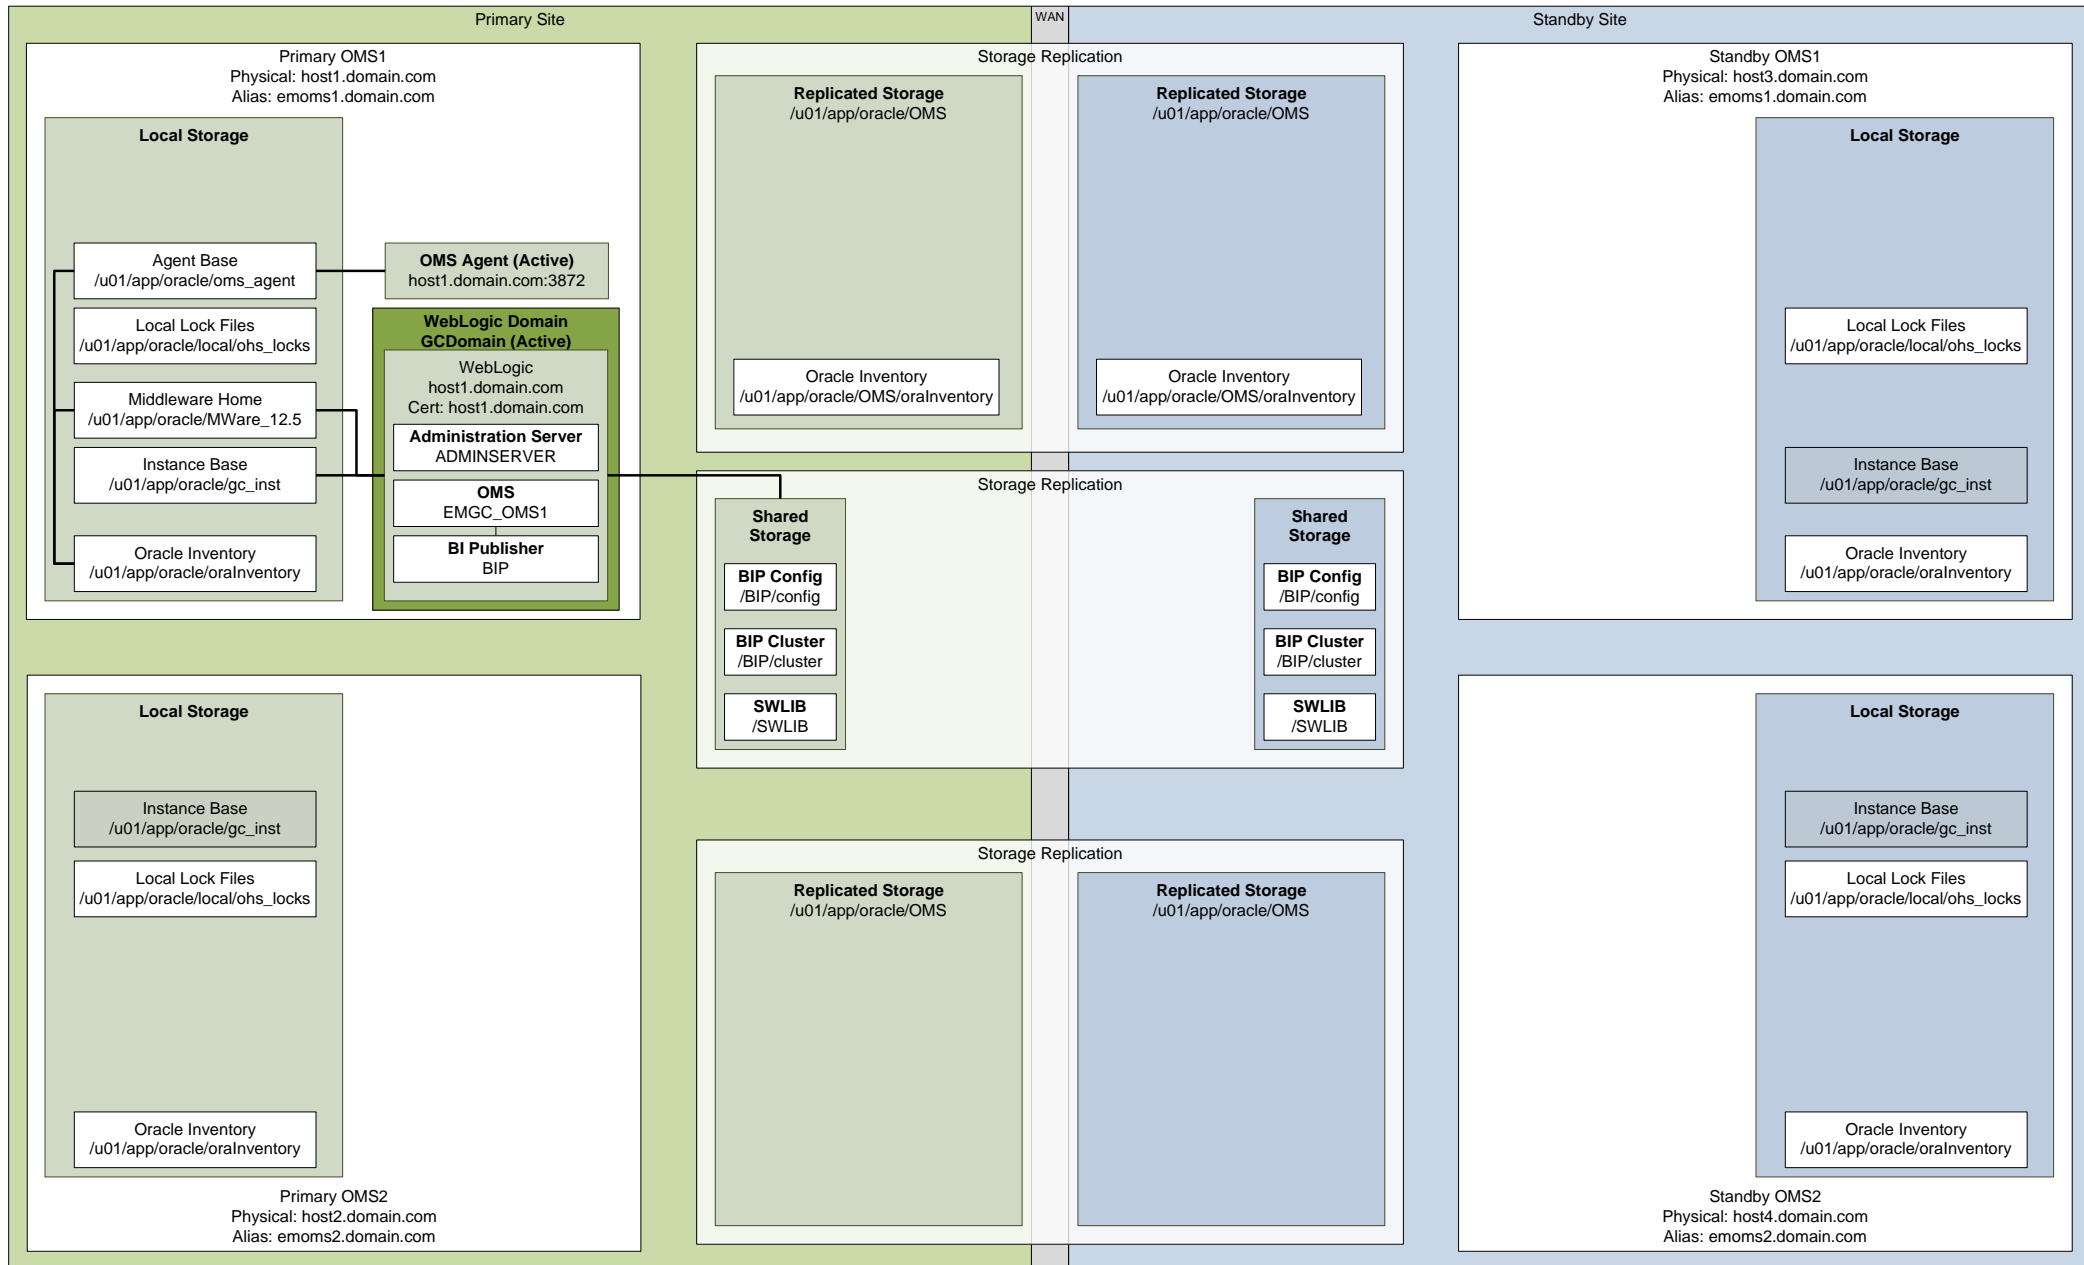 Primary Site
WAN
Standby Site
Primary OMS1
Physical: host1.domain.com
Alias: emoms1.domain.com
Local Storage
Agent Base
/u01/app/oracle/oms_agent
Local Lock Files
/u01/app/oracle/local/ohs_locks
Middleware Home
/u01/app/oracle/MWare_12.5
Instance Base
/u01/app/oracle/gc_inst
Oracle Inventory
/u01/app/oracle/oraInventory
OMS Agent (Active)
host1.domain.com:3872
WebLogic Domain
GCDomain (Active)
WebLogic
host1.domain.com
Cert: host1.domain.com
Administration Server
ADMINSERVER
OMS
EMGC_OMS1
BI Publisher
BIP
Storage Replication
Replicated Storage
/u01/app/oracle/OMS
Oracle Inventory
/u01/app/oracle/OMS/oraInventory
Replicated Storage
/u01/app/oracle/OMS
Oracle Inventory
/u01/app/oracle/OMS/oraInventory
Standby OMS1
Physical: host3.domain.com
Alias: emoms1.domain.com
Local Storage
Local Lock Files
/u01/app/oracle/local/ohs_locks
Instance Base
/u01/app/oracle/gc_inst
Oracle Inventory
/u01/app/oracle/oraInventory
Storage Replication
Shared
Storage
BIP Config
/BIP/config
BIP Cluster
/BIP/cluster
SWLIB
/SWLIB
Shared
Storage
BIP Config
/BIP/config
BIP Cluster
/BIP/cluster
SWLIB
/SWLIB
Local Storage
Instance Base
/u01/app/oracle/gc_inst
Local Lock Files
/u01/app/oracle/local/ohs_locks
Oracle Inventory
/u01/app/oracle/oraInventory
Primary OMS2
Physical: host2.domain.com
Alias: emoms2.domain.com
Storage Replication
Replicated Storage
/u01/app/oracle/OMS
Replicated Storage
/u01/app/oracle/OMS
Local Storage
Instance Base
/u01/app/oracle/gc_inst
Local Lock Files
/u01/app/oracle/local/ohs_locks
Oracle Inventory
/u01/app/oracle/oraInventory
Standby OMS2
Physical: host4.domain.com
Alias: emoms2.domain.com